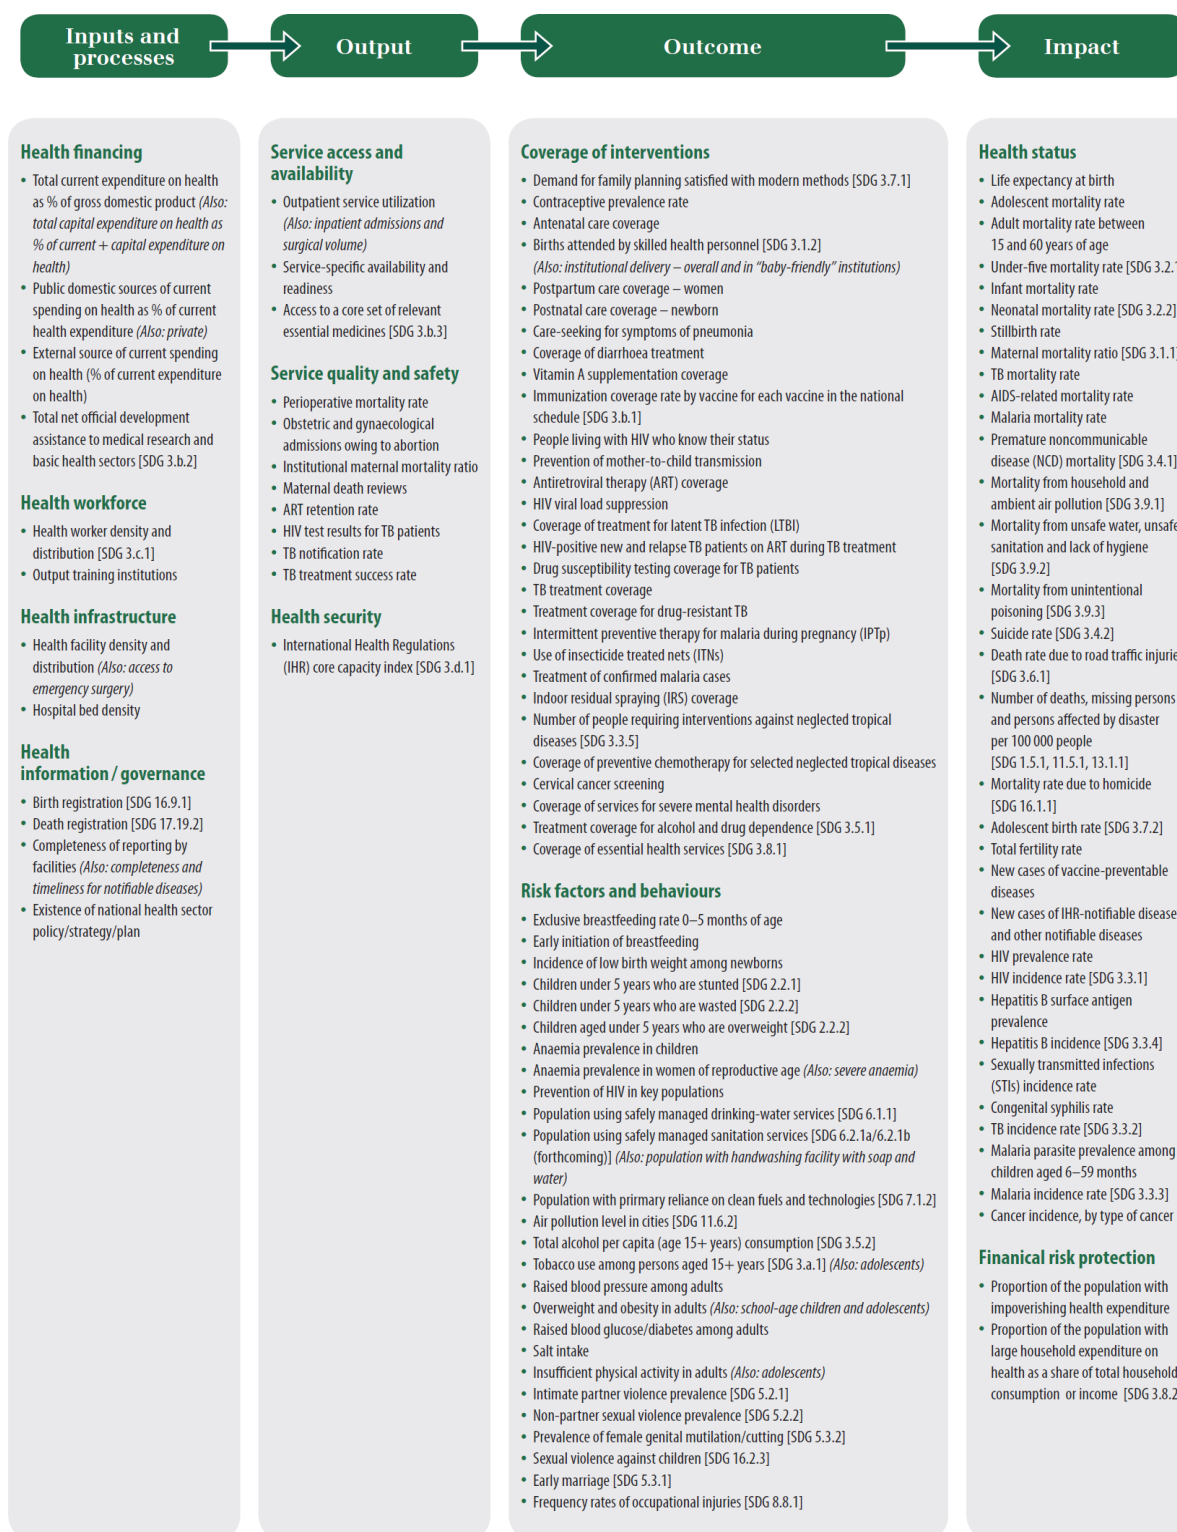 Inputs and
processes
Output
Outcome
Impact
Health financing
• Total current expenditure on health
as % of gross domestic product (Also:
total capital expenditure on health as
% of current + capital expenditure on
health)
• Public domestic sources of current
spending on health as % of current
health expenditure (Also: private)
• External source of current spending
on health (% of current expenditure
on health)
• Total net official development
assistance to medical research and
basic health sectors [SDG 3.b.2]
Health workforce
• Health worker density and
distribution [SDG 3.c.1]
• Output training institutions
Health infrastructure
• Health facility density and
distribution (Also: access to
emergency surgery)
• Hospital bed density
Health
information / governance
• Birth registration [SDG 16.9.1]
• Death registration [SDG 17.19.2]
• Completeness of reporting by
facilities (Also: completeness and
timeliness for notifiable diseases)
• Existence of national health sector
policy/strategy/plan
Service access and
availability
• Outpatient service utilization
(Also: inpatient admissions and
surgical volume)
• Service-specific availability and
readiness
• Access to a core set of relevant
essential medicines [SDG 3.b.3]
Service quality and safety
• Perioperative mortality rate
• Obstetric and gynaecological
admissions owing to abortion
• Institutional maternal mortality ratio
• Maternal death reviews
• ART retention rate
• HIV test results for TB patients
• TB notification rate
• TB treatment success rate
Health security
• International Health Regulations
(IHR) core capacity index [SDG 3.d.1]
Coverage of interventions
• Demand for family planning satisfied with modern methods [SDG 3.7.1]
• Contraceptive prevalence rate
• Antenatal care coverage
• Births attended by skilled health personnel [SDG 3.1.2]
(Also: institutional delivery – overall and in “baby-friendly” institutions)
• Postpartum care coverage – women
• Postnatal care coverage – newborn
• Care-seeking for symptoms of pneumonia
• Coverage of diarrhoea treatment
• Vitamin A supplementation coverage
• Immunization coverage rate by vaccine for each vaccine in the national
schedule [SDG 3.b.1]
• People living with HIV who know their status
• Prevention of mother-to-child transmission
• Antiretroviral therapy (ART) coverage
• HIV viral load suppression
• Coverage of treatment for latent TB infection (LTBI)
• HIV-positive new and relapse TB patients on ART during TB treatment
• Drug susceptibility testing coverage for TB patients
• TB treatment coverage
• Treatment coverage for drug-resistant TB
• Intermittent preventive therapy for malaria during pregnancy (IPTp)
• Use of insecticide treated nets (ITNs)
• Treatment of confirmed malaria cases
• Indoor residual spraying (IRS) coverage
• Number of people requiring interventions against neglected tropical
diseases [SDG 3.3.5]
• Coverage of preventive chemotherapy for selected neglected tropical diseases
• Cervical cancer screening
• Coverage of services for severe mental health disorders
• Treatment coverage for alcohol and drug dependence [SDG 3.5.1]
• Coverage of essential health services [SDG 3.8.1]
Risk factors and behaviours
• Exclusive breastfeeding rate 0–5 months of age
• Early initiation of breastfeeding
• Incidence of low birth weight among newborns
• Children under 5 years who are stunted [SDG 2.2.1]
• Children under 5 years who are wasted [SDG 2.2.2]
• Children aged under 5 years who are overweight [SDG 2.2.2]
• Anaemia prevalence in children
• Anaemia prevalence in women of reproductive age (Also: severe anaemia)
• Prevention of HIV in key populations
• Population using safely managed drinking-water services [SDG 6.1.1]
• Population using safely managed sanitation services [SDG 6.2.1a/6.2.1b
(forthcoming)] (Also: population with handwashing facility with soap and
water)
• Population with prirmary reliance on clean fuels and technologies [SDG 7.1.2]
• Air pollution level in cities [SDG 11.6.2]
• Total alcohol per capita (age 15+ years) consumption [SDG 3.5.2]
• Tobacco use among persons aged 15+ years [SDG 3.a.1] (Also: adolescents)
• Raised blood pressure among adults
• Overweight and obesity in adults (Also: school-age children and adolescents)
• Raised blood glucose/diabetes among adults
• Salt intake
• Insufficient physical activity in adults (Also: adolescents)
• Intimate partner violence prevalence [SDG 5.2.1]
• Non-partner sexual violence prevalence [SDG 5.2.2]
• Prevalence of female genital mutilation/cutting [SDG 5.3.2]
• Sexual violence against children [SDG 16.2.3]
• Early marriage [SDG 5.3.1]
• Frequency rates of occupational injuries [SDG 8.8.1]
Health status
• Life expectancy at birth
• Adolescent mortality rate
• Adult mortality rate between
15 and 60 years of age
• Under-five mortality rate [SDG 3.2.1
• Infant mortality rate
• Neonatal mortality rate [SDG 3.2.2]
• Stillbirth rate
• Maternal mortality ratio [SDG 3.1.1]
• TB mortality rate
• AIDS-related mortality rate
• Malaria mortality rate
• Premature noncommunicable
disease (NCD) mortality [SDG 3.4.1]
• Mortality from household and
ambient air pollution [SDG 3.9.1]
• Mortality from unsafe water, unsafe
sanitation and lack of hygiene
[SDG 3.9.2]
• Mortality from unintentional
poisoning [SDG 3.9.3]
• Suicide rate [SDG 3.4.2]
• Death rate due to road traffic injurie
[SDG 3.6.1]
• Number of deaths, missing persons
and persons affected by disaster
per 100 000 people
[SDG 1.5.1, 11.5.1, 13.1.1]
• Mortality rate due to homicide
[SDG 16.1.1]
• Adolescent birth rate [SDG 3.7.2]
• Total fertility rate
• New cases of vaccine-preventable
diseases
• New cases of IHR-notifiable disease
and other notifiable diseases
• HIV prevalence rate
• HIV incidence rate [SDG 3.3.1]
• Hepatitis B surface antigen
prevalence
• Hepatitis B incidence [SDG 3.3.4]
• Sexually transmitted infections
(STIs) incidence rate
• Congenital syphilis rate
• TB incidence rate [SDG 3.3.2]
• Malaria parasite prevalence among
children aged 6–59 months
• Malaria incidence rate [SDG 3.3.3]
• Cancer incidence, by type of cancer
Finanical risk protection
• Proportion of the population with
impoverishing health expenditure
• Proportion of the population with
large household expenditure on
health as a share of total household
consumption or income [SDG 3.8.2